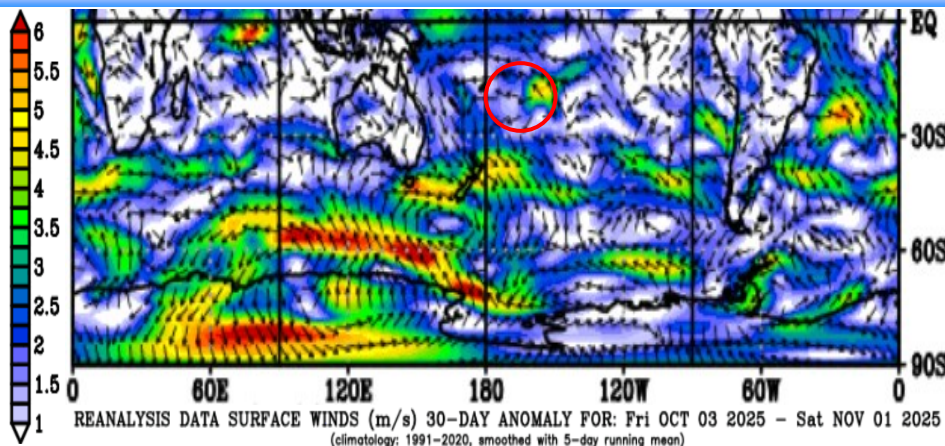 6
5.5
5
4.5
4
3.5
3
2.5
2
1.5
1
EQ
30S
60S
90S
0 60E 120E 180 120W 60W 0
REANALYSIS DATA SURFACE WINDS (m/s) 30-DAY ANOMALY FOR: Fri OCT 03 2025 - Sat NOV 01 2025
(climatology: 1991-2020, smoothed with 5-day running mean)